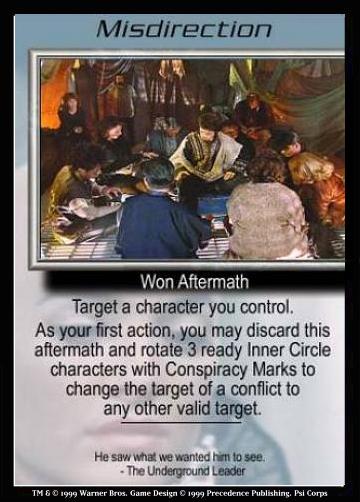 Misdirection
Won Aftermath
Target a character you control.
As your first action, you may discard this
aftermath and rotate 3 ready Inner Circle
characters with Conspiracy Marks to
change the target of a conflict to
any other valid target.
He saw what we wanted him to see.
- The Underground Leader
TM & © 1999 Warner Bros. Game Design © 1999 Precedence Publishing. Psi Corps